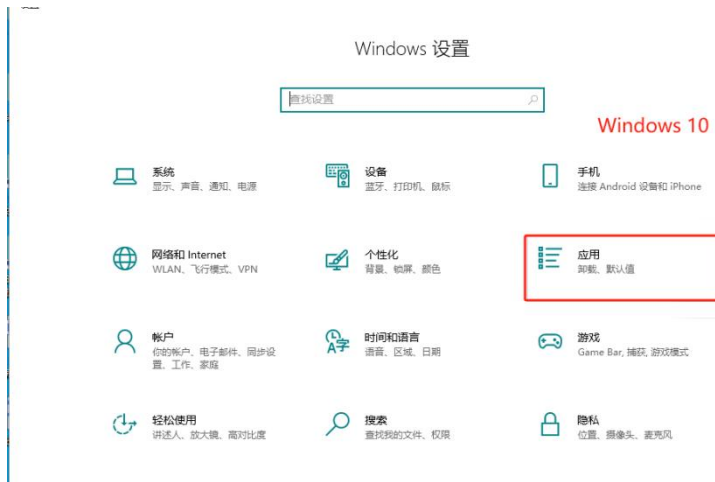 Windows 设置
查找设置
Windows 10
系统
显示、声音、通知、电源
设备
蓝牙、打印机、鼠标
手机
连接 Android 设备和 iPhone
网络和 Internet
WLAN、飞行模式、VPN
个性化
背景、锁屏、颜色
应用
卸载、默认值
帐户
你的帐户、电子邮件、同步设
置、工作、家庭
时间和语言
语音、区域、日期
游戏
Game Bar, 捕获, 游戏模式
轻松使用
讲述人、放大镜、高对比度
搜索
查找我的文件、权限
隐私
位置、摄像头、麦克风